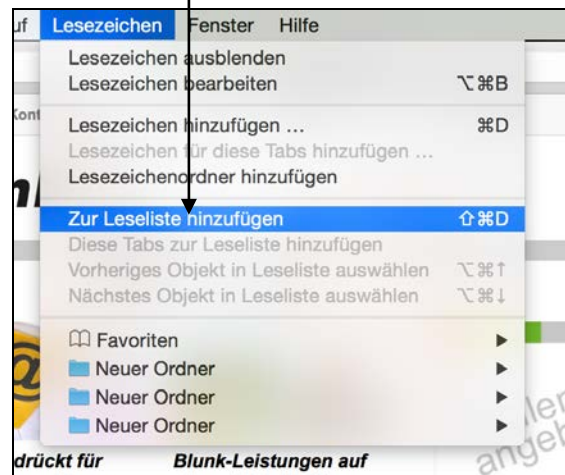 uf Lesezeichen Fenster Hilfe
Lesezeichen ausblenden
Lesezeichen bearbeiten ⌥⌘B
Kont
Lesezeichen hinzufügen ... ⌘D
Lesezeichen für diese Tabs hinzufügen ...
Lesezeichenordner hinzufügen
Zur Leseliste hinzufügen ⇧⌘D
Diese Tabs zur Leseliste hinzufügen
Vorheriges Objekt in Leseliste auswählen ⌥⌘↑
Nächstes Objekt in Leseliste auswählen ⌥⌘↓
Favoriten ▶
@ Neuer Ordner ▶
Neuer Ordner ▶
Neuer Ordner ▶
drückt für Blunk-Leistungen auf